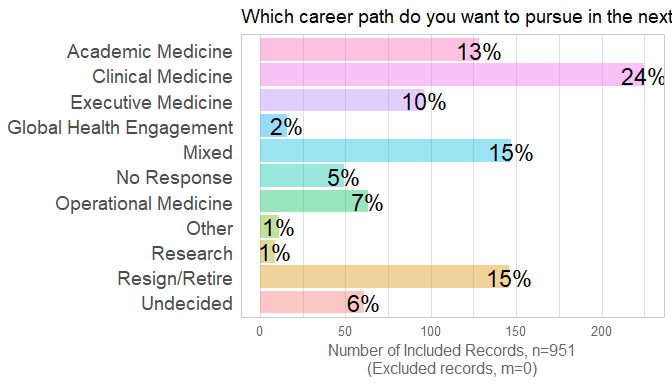 Which career path do you want to pursue in the next
Academic Medicine 13%
Clinical Medicine 24%
Executive Medicine 10%
Global Health Engagement 2%
Mixed 15%
No Response 5%
Operational Medicine 7%
Other 1%
Research 1%
Resign/Retire 15%
Undecided 6%
0 50 100 150 200
Number of Included Records, n=951
(Excluded records, m=0)